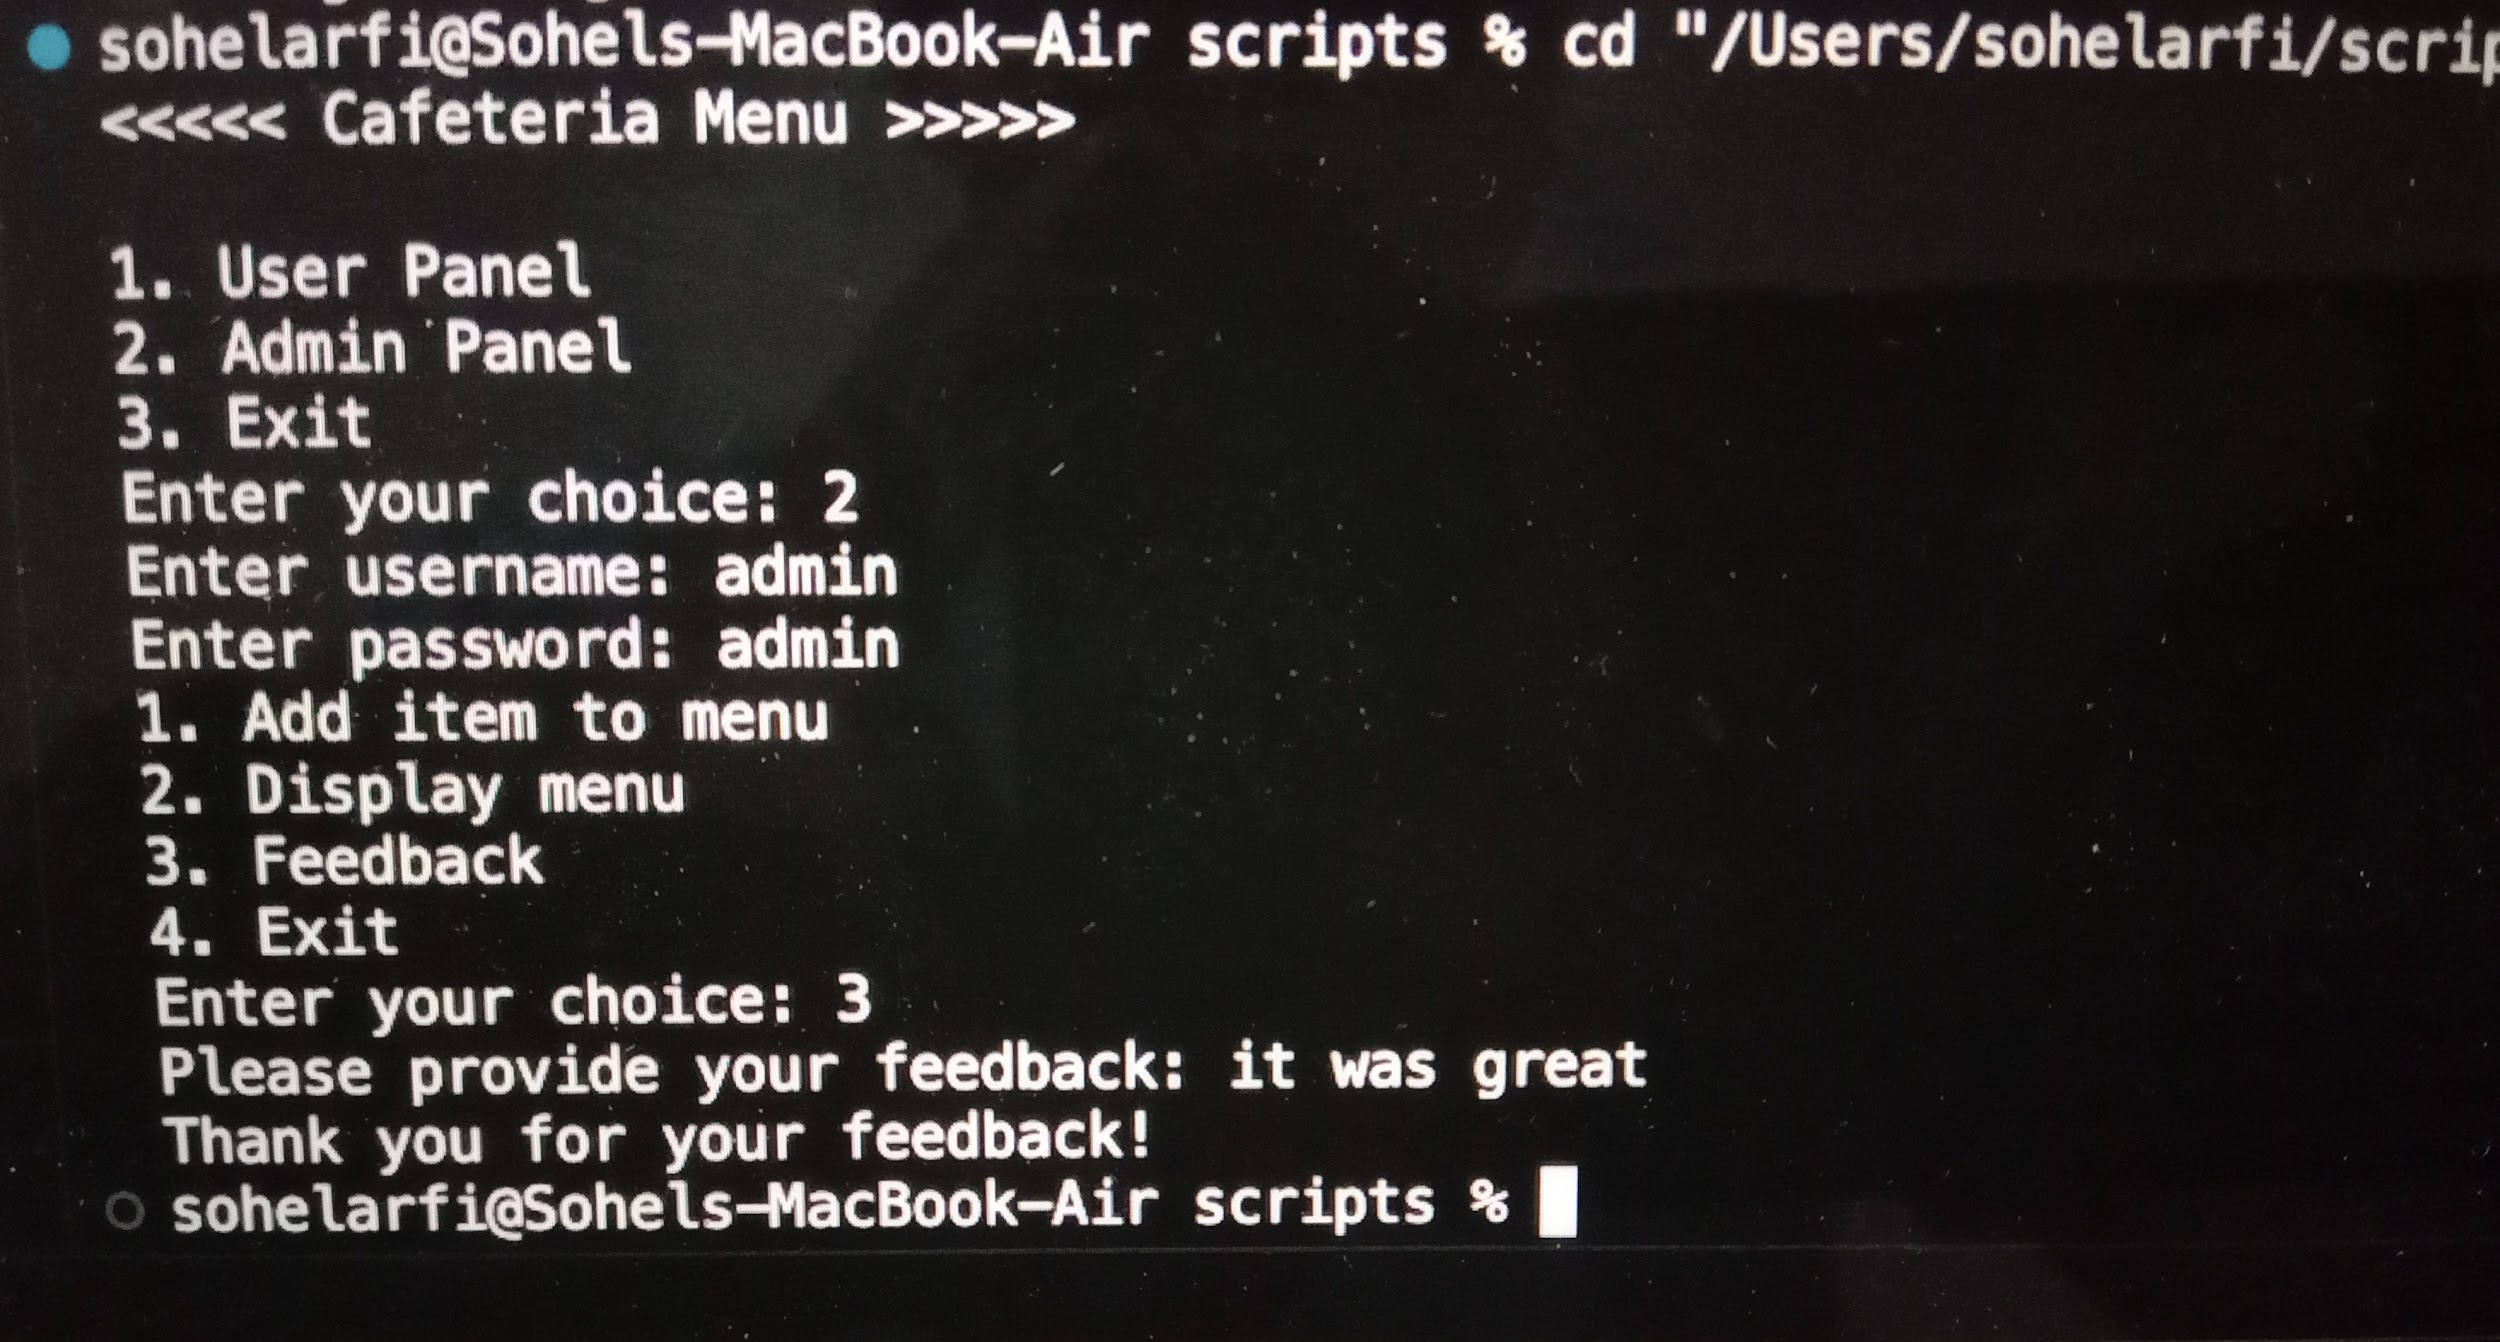 sohelarfi@Sohels-MacBook-Air scripts % cd "/Users/sohelarfi/scrip
<<<<< Cafeteria Menu >>>>>
1. User Panel
2. Admin Panel
3. Exit
Enter your choice: 2
Enter username: admin
Enter password: admin
1. Add item to menu
2. Display menu
3. Feedback
4. Exit
Enter your choice: 3
Please provide your feedback: it was great
Thank you for your feedback!
sohelarfi@Sohels-MacBook-Air scripts %